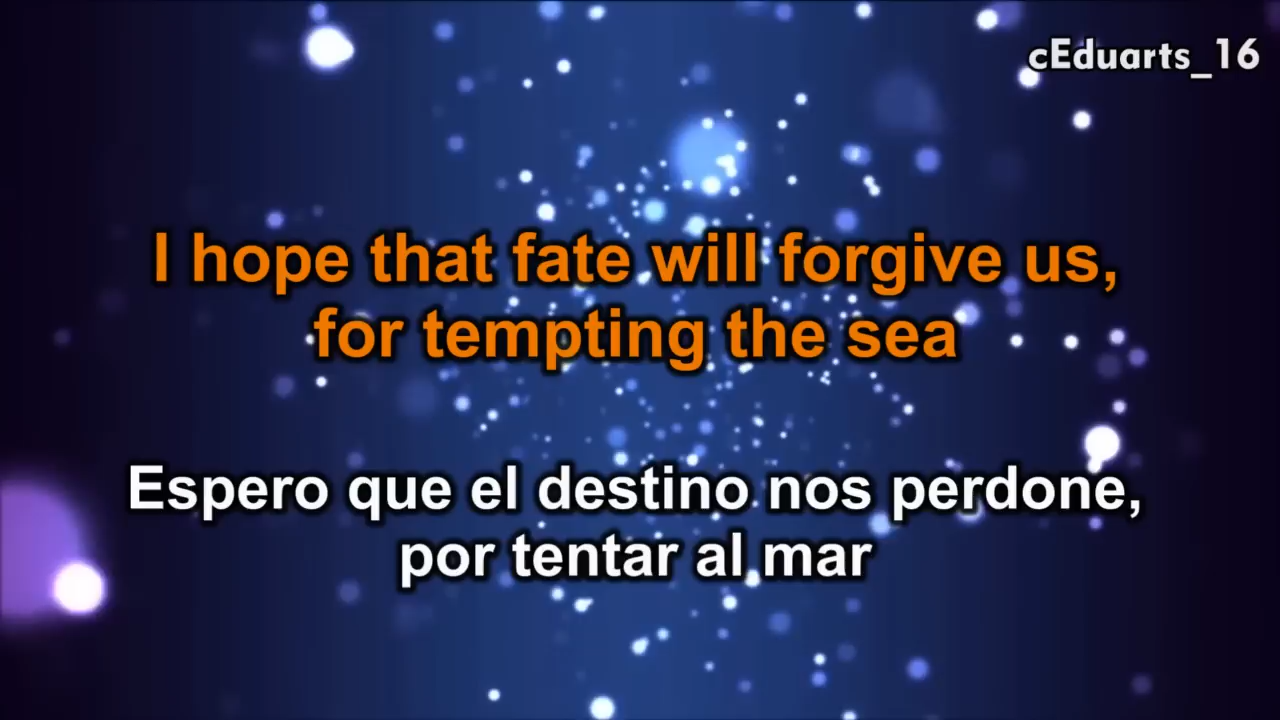 cEduarts_16
I hope that fate will forgive us,
for tempting the sea
Espero que el destino nos perdone,
por tentar al mar